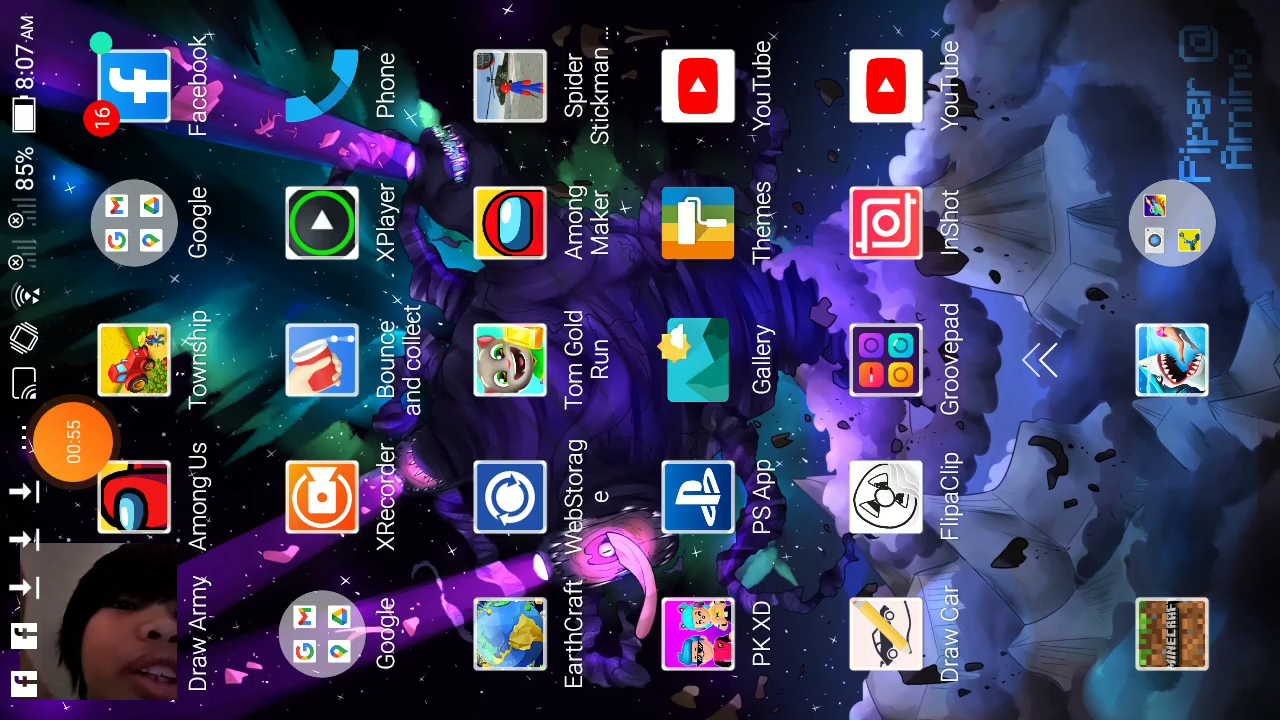 85% 8:07 AM
00:55
16
Draw Army
Among Us
Township
Google
Facebook
Google
XRecorder
Bounce
and collect
XPlayer
Phone
EarthCraft
WebStorag
e
Tom Gold
Run
Among
Maker
Spider
Stickman ...
PK XD
PS App
Gallery
Themes
YouTube
Draw Car
FlipaClip
Groovepad
InShot
YouTube
MINECRAF
Piper @
Amino